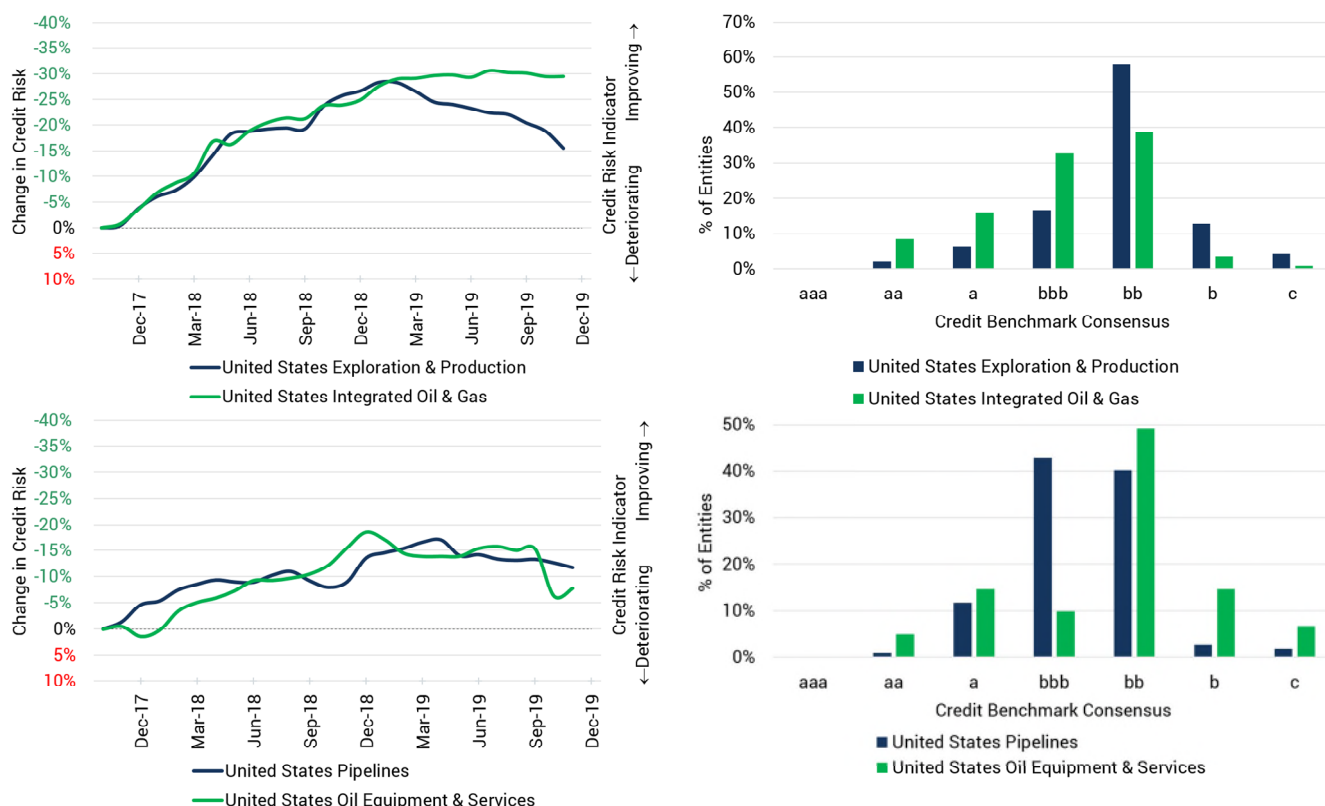 -40%
-35%
-30%
-25%
-20%
-15%
-10%
-5%
0%
5%
10%
Change in Credit Risk
Dec-17
Mar-18
Jun-18
Sep-18
Dec-18
Mar-19
Jun-19
Sep-19
Dec-19
Credit Risk Indicator
←Deteriorating Improving →
United States Exploration & Production
United States Integrated Oil & Gas
70%
60%
50%
40%
30%
20%
10%
0%
% of Entities
aaa aa a bbb bb b c
Credit Benchmark Consensus
United States Exploration & Production
United States Integrated Oil & Gas
-40%
-35%
-30%
-25%
-20%
-15%
-10%
-5%
0%
5%
10%
Change in Credit Risk
Dec-17
Mar-18
Jun-18
Sep-18
Dec-18
Mar-19
Jun-19
Sep-19
Dec-19
Credit Risk Indicator
←Deteriorating Improving →
United States Pipelines
United States Oil Equipment & Services
50%
40%
30%
20%
10%
0%
% of Entities
aaa aa a bbb bb b c
Credit Benchmark Consensus
United States Pipelines
United States Oil Equipment & Services